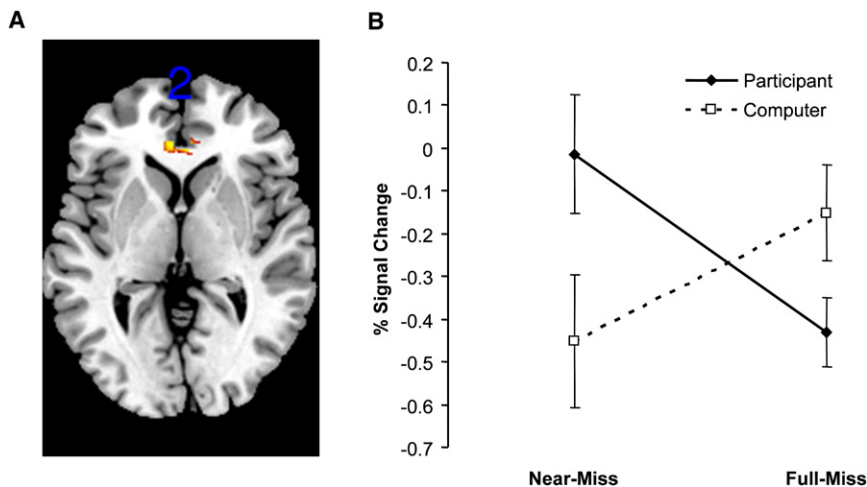 A
2
B
% Signal Change
0.2
0.1
0
-0.1
-0.2
-0.3
-0.4
-0.5
-0.6
-0.7
Participant
Computer
Near-Miss
Full-Miss